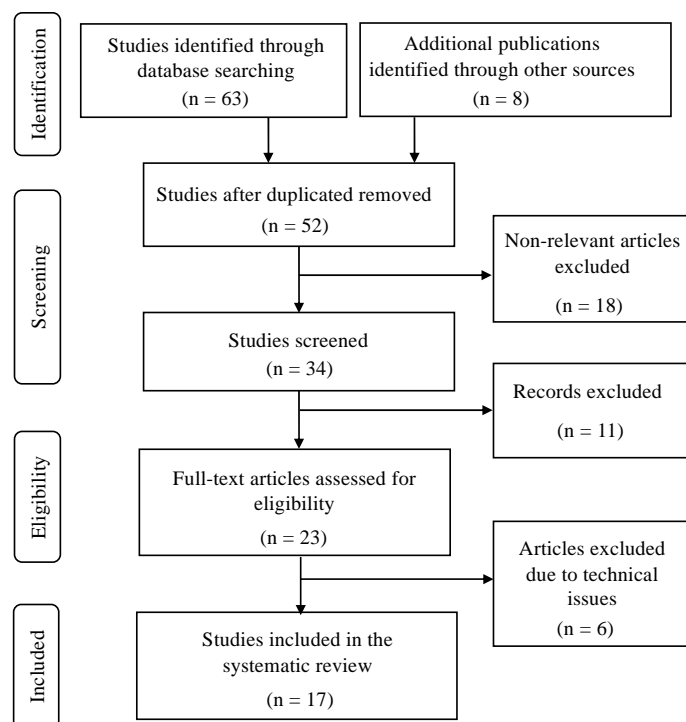 Identification
Studies identified through
database searching
(n = 63)
Additional publications
identified through other sources
(n = 8)
Screening
Studies after duplicated removed
(n = 52)
Non-relevant articles
excluded
(n = 18)
Studies screened
(n = 34)
Records excluded
(n = 11)
Eligibility
Full-text articles assessed for
eligibility
(n = 23)
Articles excluded
due to technical
issues
(n = 6)
Included
Studies included in the
systematic review
(n = 17)